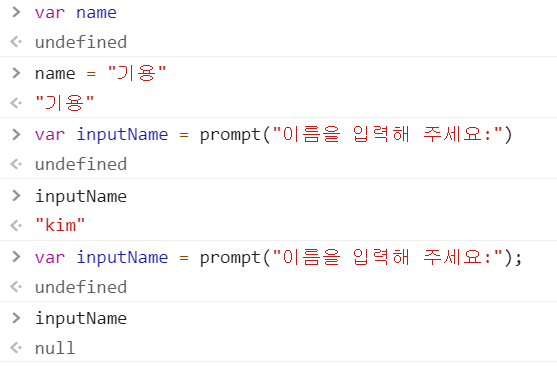 > var name
< undefined
> name = "기용"
< "기용"
> var inputName = prompt("이름을 입력해 주세요:")
< undefined
> inputName
< "kim"
> var inputName = prompt("이름을 입력해 주세요:");
< undefined
> inputName
< null